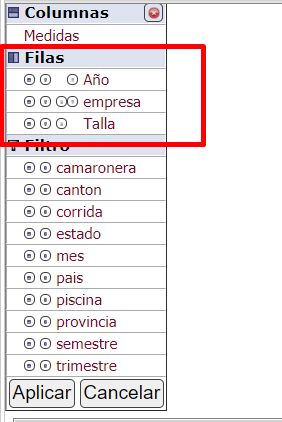 Columnas
Medidas
Filas
Año
empresa
Talla
Filtro
camaronera
canton
corrida
estado
mes
pais
piscina
provincia
semestre
trimestre
Aplicar Cancelar